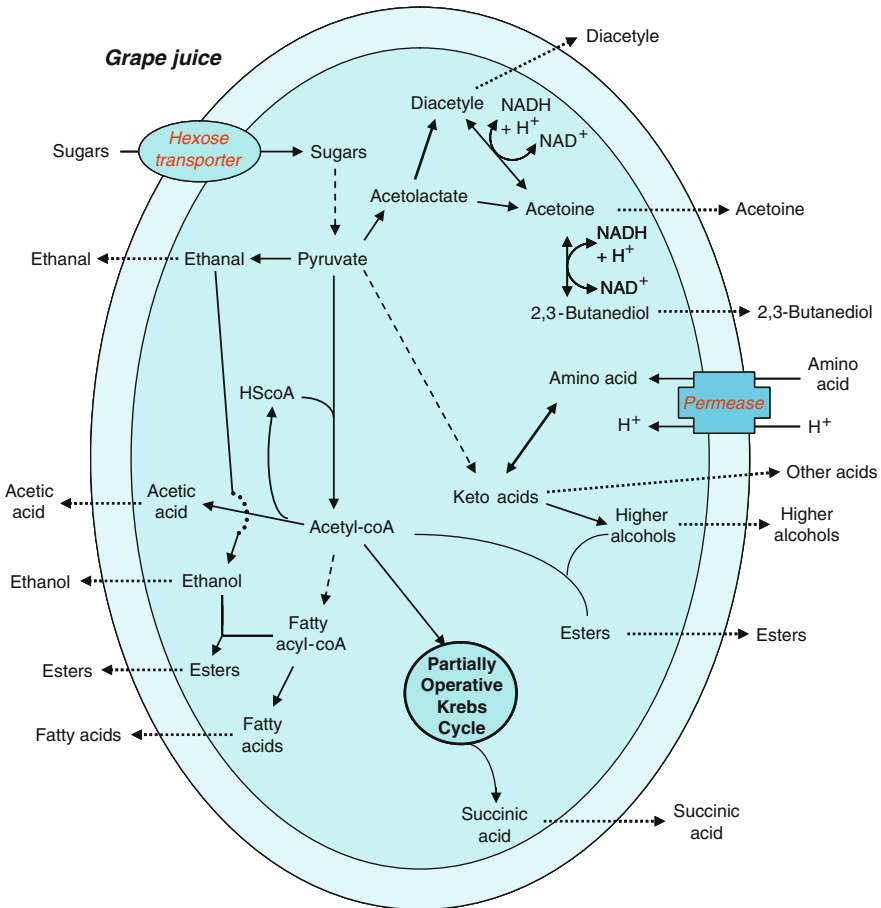 Diacetyle
Grape juice
Diacetyle
NADH
+ H+
NAD+
Hexose
transporter
Sugars
Sugars
Acetolactate
Acetoine
Acetoine
NADH
+ H+
NAD+
Ethanal
Ethanal
Pyruvate
2,3-Butanediol
2,3-Butanediol
Amino acid
Amino
acid
HScoA
Permease
H+
H+
Other acids
Keto acids
Acetic
acid
Acetic
acid
Acetyl-coA
Higher
alcohols
Higher
alcohols
Ethanol
Ethanol
Fatty
acyl-coA
Esters
Esters
Esters
Esters
Partially
Operative
Krebs
Cycle
Fatty acids
Fatty
acids
Succinic
acid
Succinic
acid